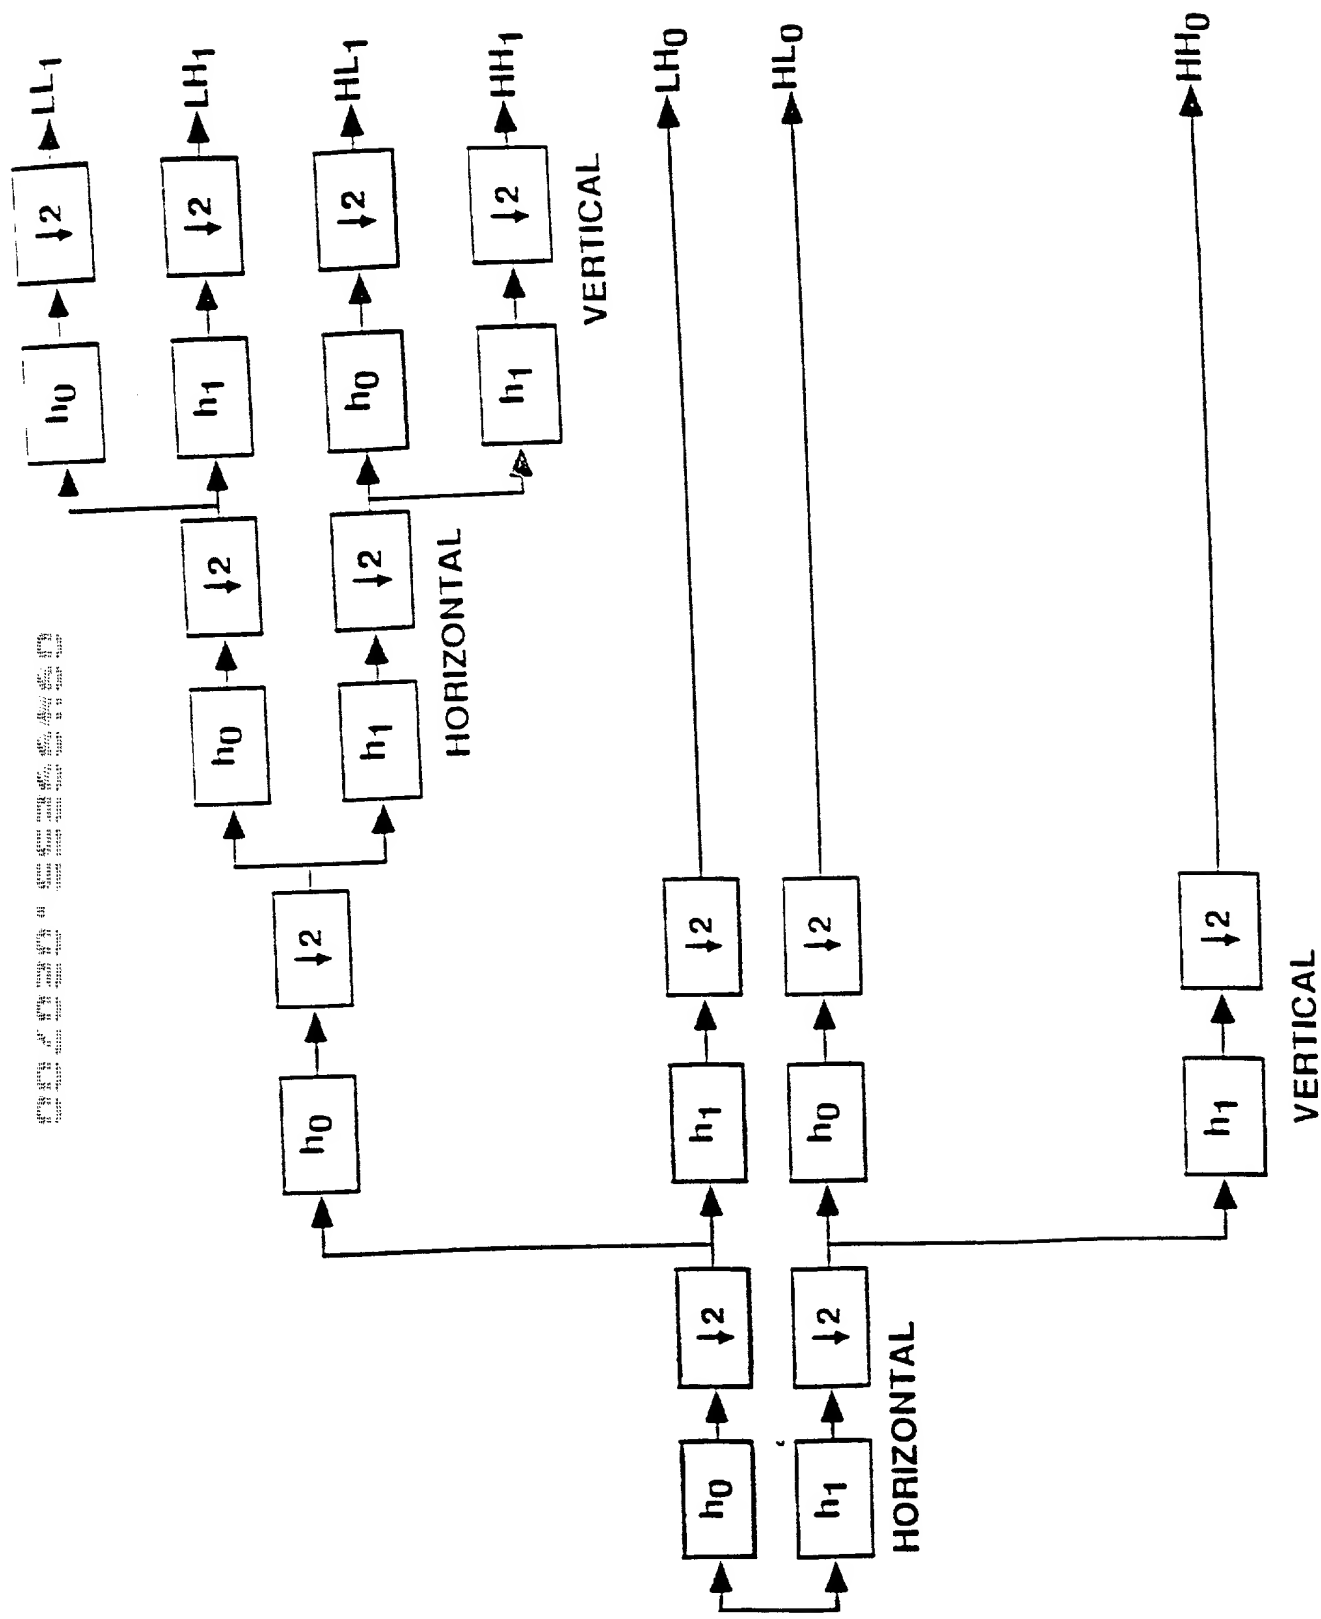 h0 ↓2 LL1
h0 ↓2 h1 ↓2 LH1
h0 ↓2
h1 ↓2 h0 ↓2 HL1
HORIZONTAL
h1 ↓2 HH1
VERTICAL
h0 ↓2 h1 ↓2 LH0
h1 ↓2 h0 ↓2 HL0
HORIZONTAL
h1 ↓2 HH0
VERTICAL